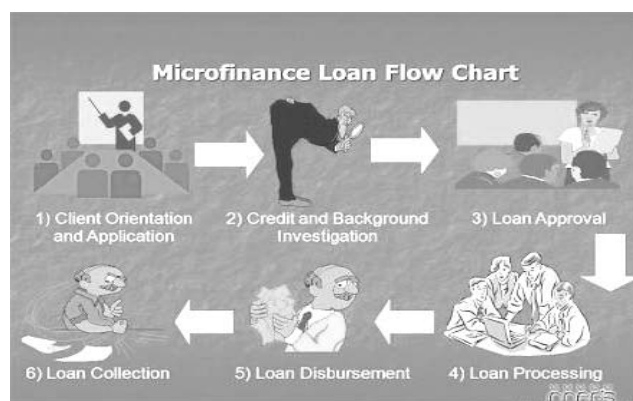 Microfinance Loan Flow Chart
1) Client Orientation
and Application
2) Credit and Background
Investigation
3) Loan Approval
6) Loan Collection
5) Loan Disbursement
4) Loan Processing